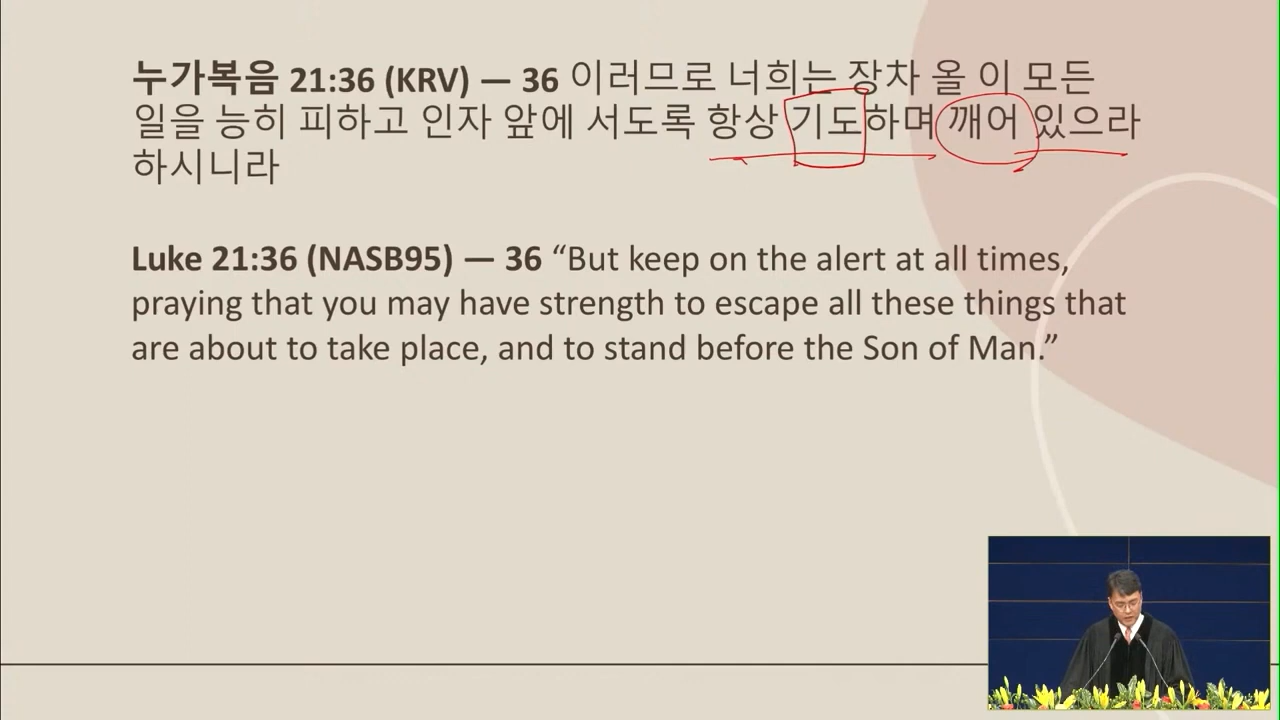 누가복음 21:36 (KRV) — 36 이러므로 너희는 장차 올 이 모든
일을 능히 피하고 인자 앞에 서도록 항상 기도하며 깨어 있으라
하시니라
Luke 21:36 (NASB95) — 36 “But keep on the alert at all times,
praying that you may have strength to escape all these things that
are about to take place, and to stand before the Son of Man.”